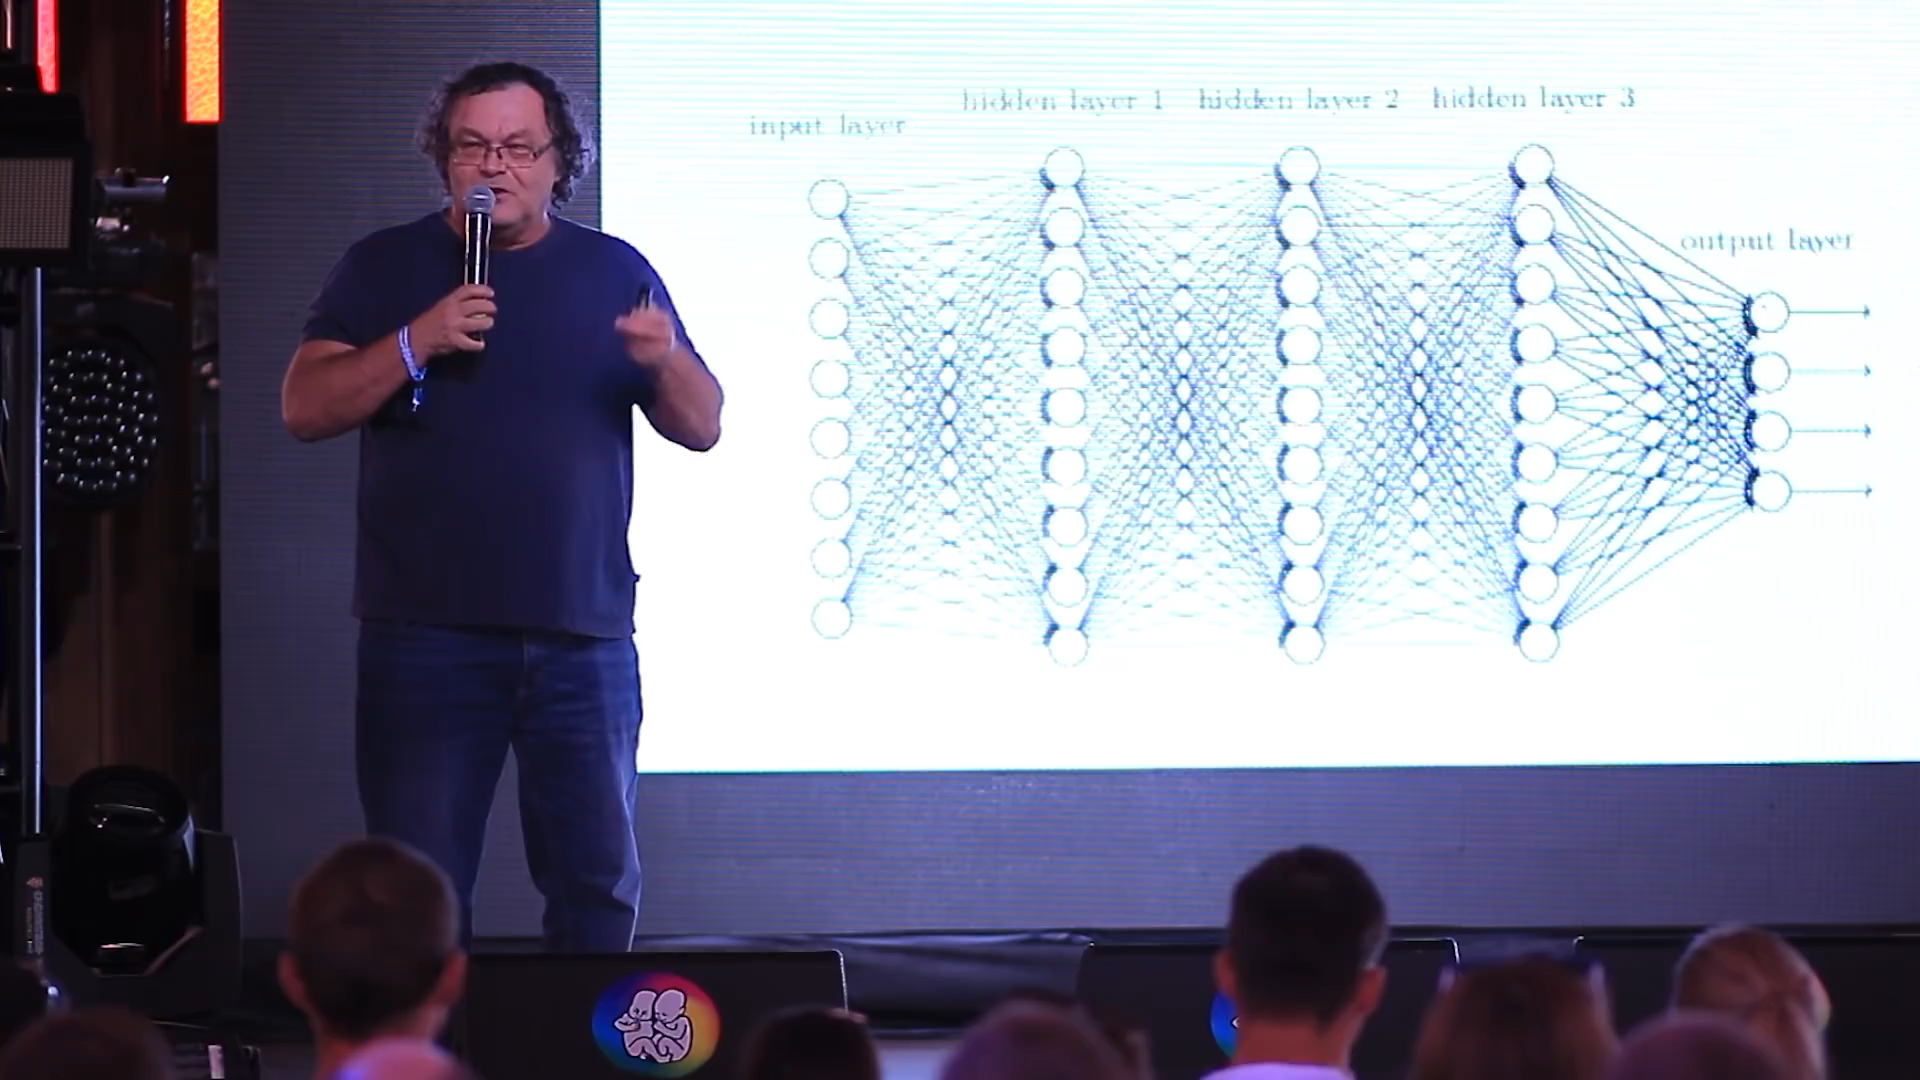 input layer
hidden layer 1
hidden layer 2
hidden layer 3
output layer